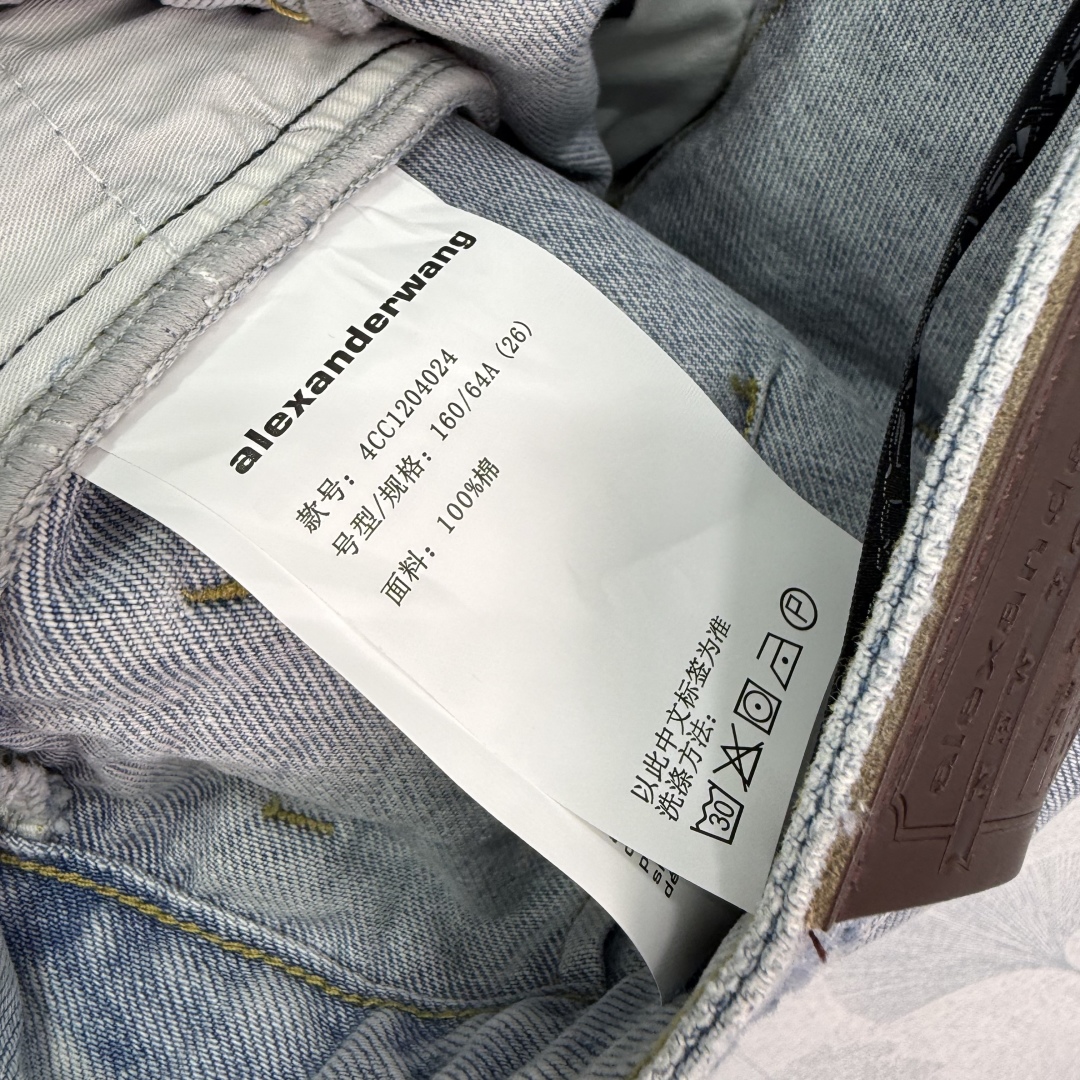 alexanderwang
款号: 4CC1204024
号型/规格: 160/64A (26)
面料: 100%棉
以此中文标签为准
洗涤方法:
30
P